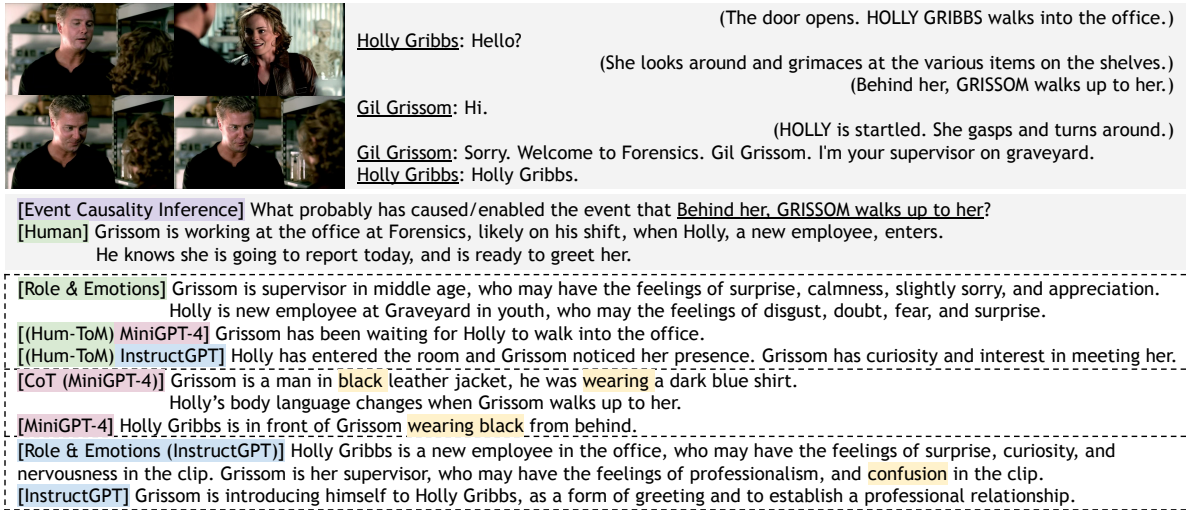 (The door opens. HOLLY GRIBBS walks into the office.)
Holly Gribbs: Hello?
(She looks around and grimaces at the various items on the shelves.)
(Behind her, GRISSOM walks up to her.)
Gil Grissom: Hi.
(HOLLY is startled. She gasps and turns around.)
Gil Grissom: Sorry. Welcome to Forensics. Gil Grissom. I'm your supervisor on graveyard.
Holly Gribbs: Holly Gribbs.
[Event Causality Inference] What probably has caused/enabled the event that Behind her, GRISSOM walks up to her?
[Human] Grissom is working at the office at Forensics, likely on his shift, when Holly, a new employee, enters.
He knows she is going to report today, and is ready to greet her.
[Role & Emotions] Grissom is supervisor in middle age, who may have the feelings of surprise, calmness, slightly sorry, and appreciation.
Holly is new employee at Graveyard in youth, who may the feelings of disgust, doubt, fear, and surprise.
[(Hum-ToM) MiniGPT-4] Grissom has been waiting for Holly to walk into the office.
[(Hum-ToM) InstructGPT] Holly has entered the room and Grissom noticed her presence. Grissom has curiosity and interest in meeting her.
[CoT (MiniGPT-4)] Grissom is a man in black leather jacket, he was wearing a dark blue shirt.
Holly's body language changes when Grissom walks up to her.
[MiniGPT-4] Holly Gribbs is in front of Grissom wearing black from behind.
[Role & Emotions (InstructGPT)] Holly Gribbs is a new employee in the office, who may have the feelings of surprise, curiosity, and
nervousness in the clip. Grissom is her supervisor, who may have the feelings of professionalism, and confusion in the clip.
[InstructGPT] Grissom is introducing himself to Holly Gribbs, as a form of greeting and to establish a professional relationship.